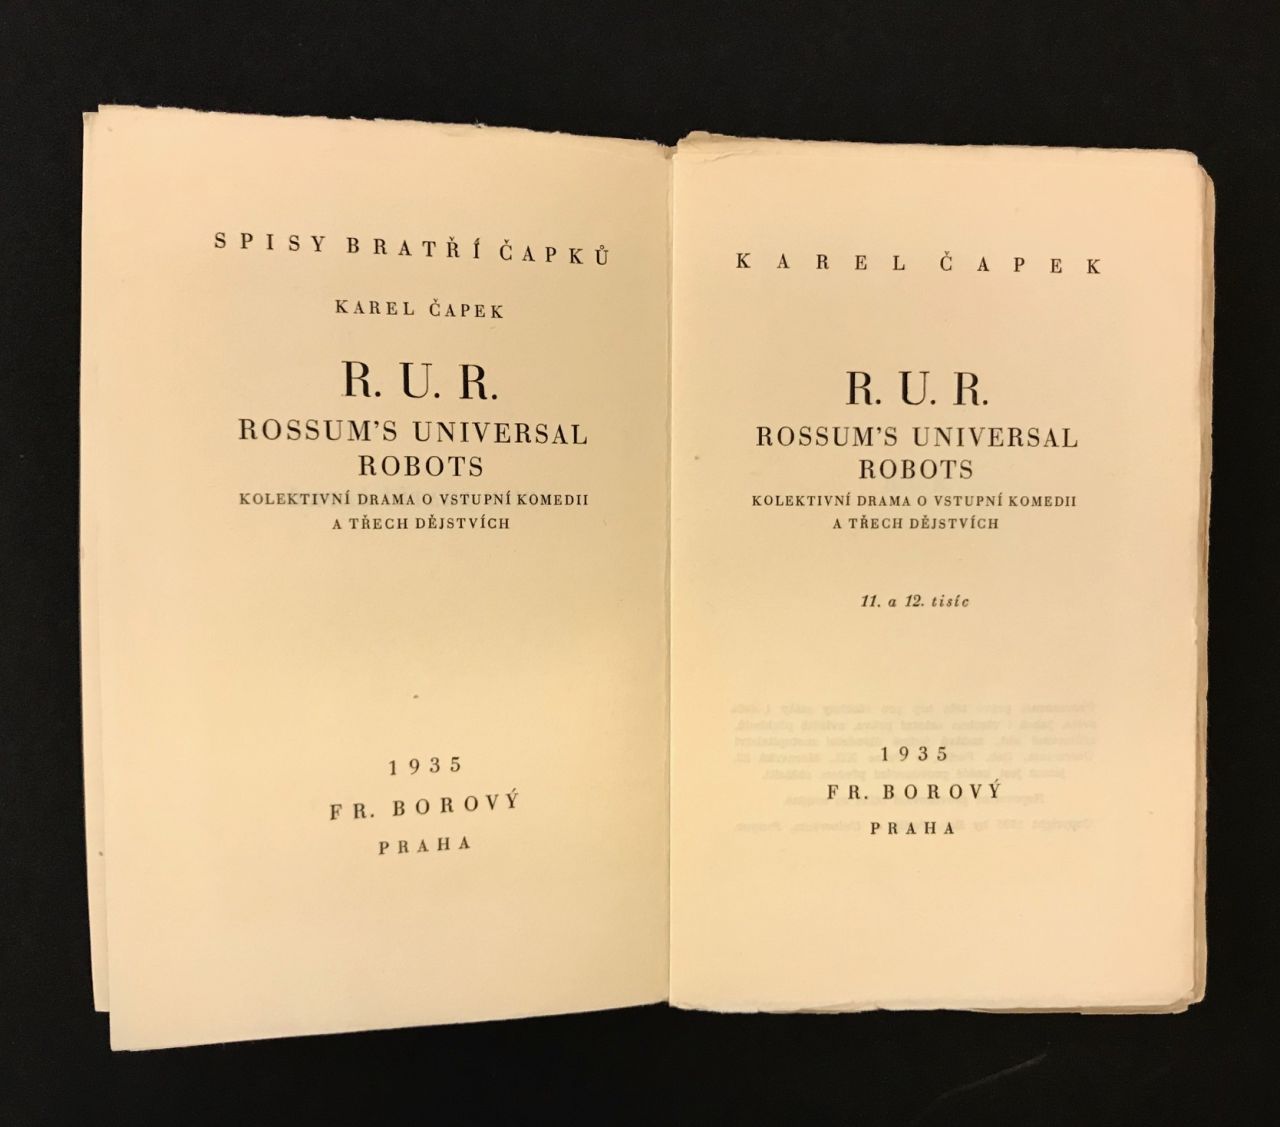 SPISY BRATŘÍ ČAPKŮ
KAREL ČAPEK
R. U. R.
ROSSUM'S UNIVERSAL
ROBOTS
KOLEKTIVNÍ DRAMA O VSTUPNÍ KOMEDII
A TŘECH DĚJSTVÍCH
1935
FR. BOROVÝ
PRAHA
KAREL ČAPEK
R. U. R.
ROSSUM'S UNIVERSAL
ROBOTS
KOLEKTIVNÍ DRAMA O VSTUPNÍ KOMEDII
A TŘECH DĚJSTVÍCH
11. a 12. tisíc
1935
FR. BOROVÝ
PRAHA